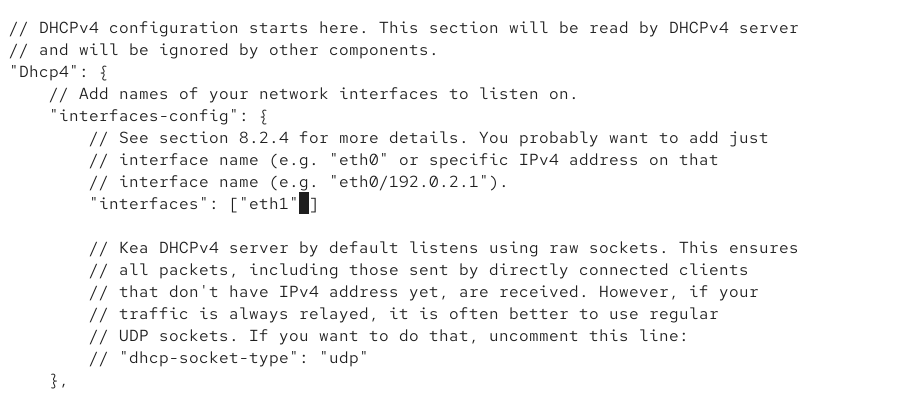 // DHCPv4 configuration starts here. This section will be read by DHCPv4 server
// and will be ignored by other components.
"Dhcp4": {
    // Add names of your network interfaces to listen on.
    "interfaces-config": {
        // See section 8.2.4 for more details. You probably want to add just
        // interface name (e.g. "eth0" or specific IPv4 address on that
        // interface name (e.g. "eth0/192.0.2.1").
        "interfaces": ["eth1" ]

        // Kea DHCPv4 server by default listens using raw sockets. This ensures
        // all packets, including those sent by directly connected clients
        // that don't have IPv4 address yet, are received. However, if your
        // traffic is always relayed, it is often better to use regular
        // UDP sockets. If you want to do that, uncomment this line:
        // "dhcp-socket-type": "udp"
    },